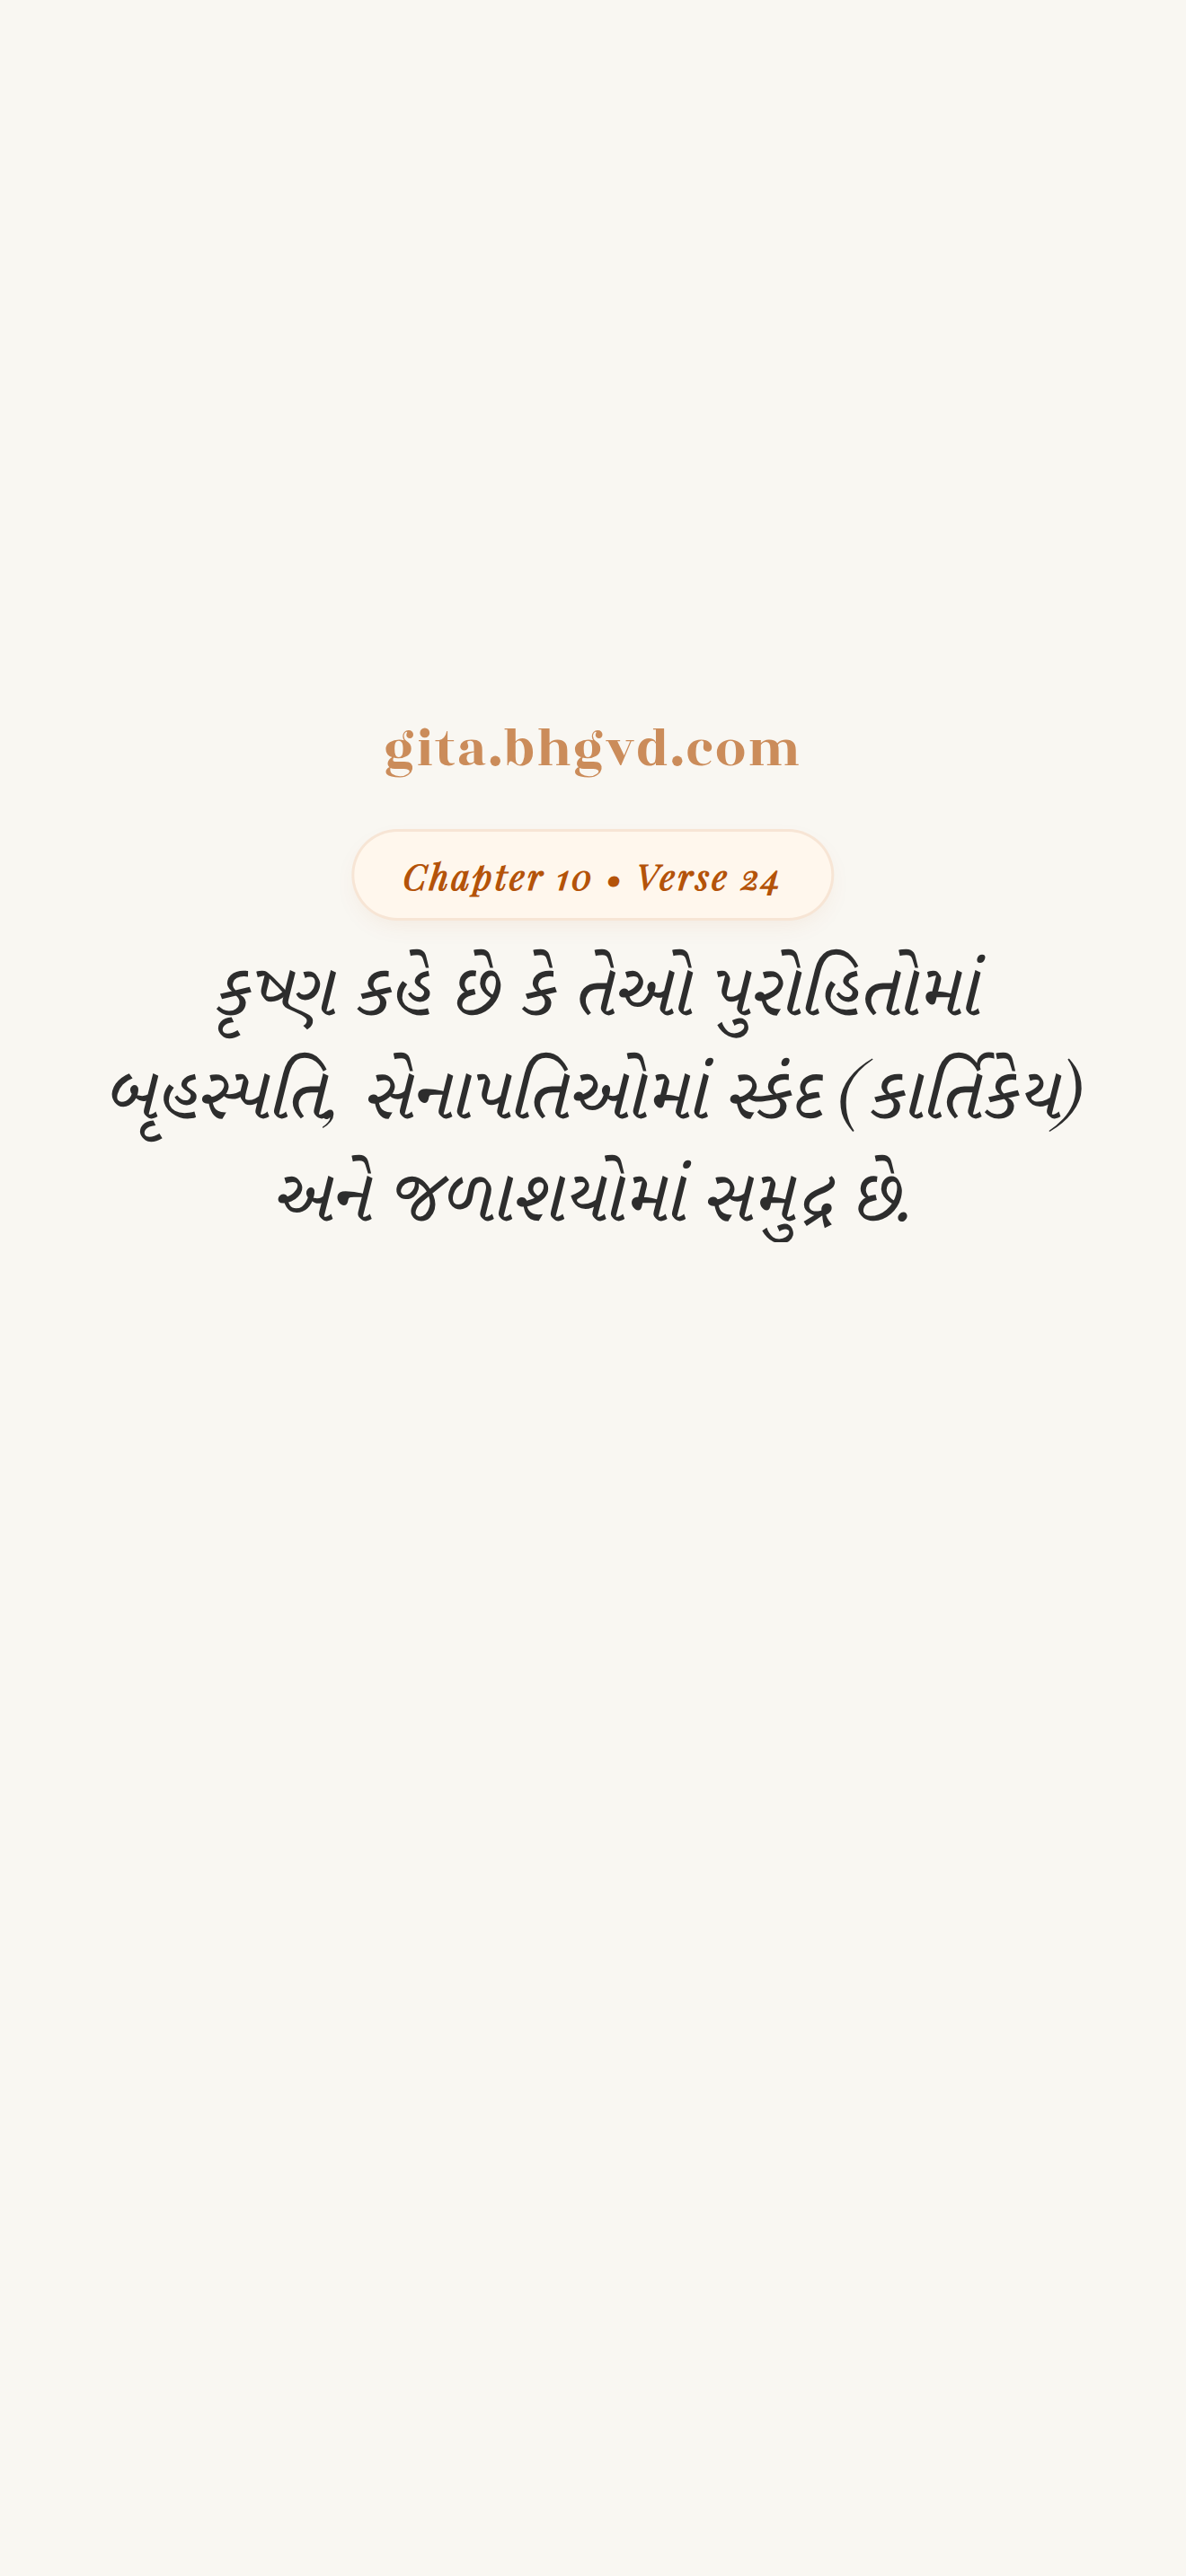 gita.bhgvd.com
Chapter 10 • Verse 24
કૃષ્ણ કહે છે કે તેઓ પુરોહિતોમાં
બૃહસ્પતિ, સેનાપતિઓમાં સ્કંદ (કાર્તિકેય)
અને જળાશયોમાં સમુદ્ર છે.